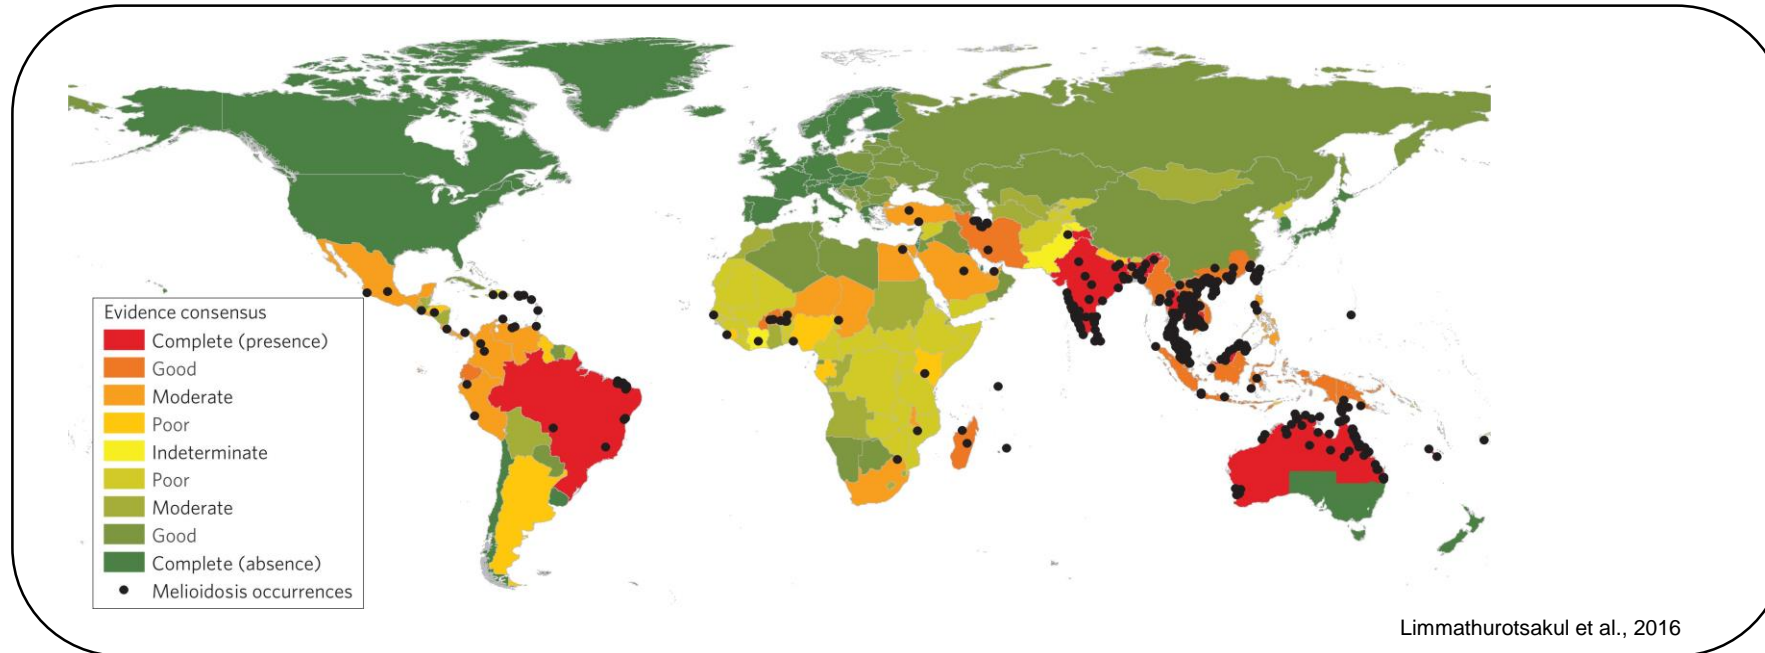 Evidence consensus
Complete (presence)
Good
Moderate
Poor
Indeterminate
Poor
Moderate
Good
Complete (absence)
Melioidosis occurrences
Limmathurotsakul et al., 2016